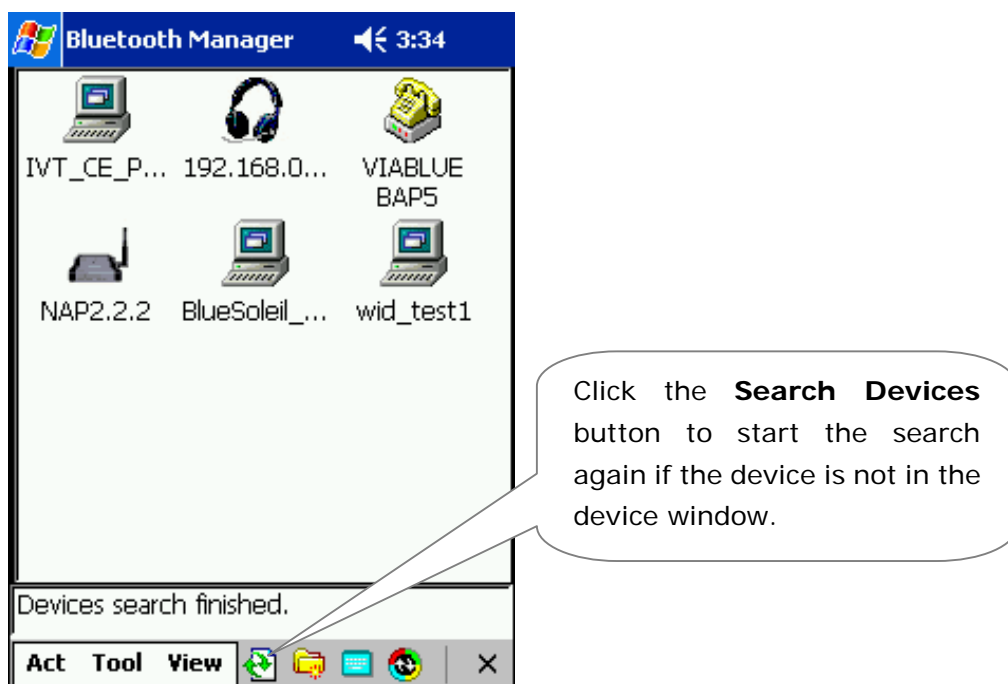 Bluetooth Manager 3:34
IVT_CE_P... 192.168.0... VIABLUE
BAP5
NAP2.2.2 BlueSoleil_... wid_test1
Click the Search Devices
button to start the search
again if the device is not in the
device window.
Devices search finished.
Act Tool View